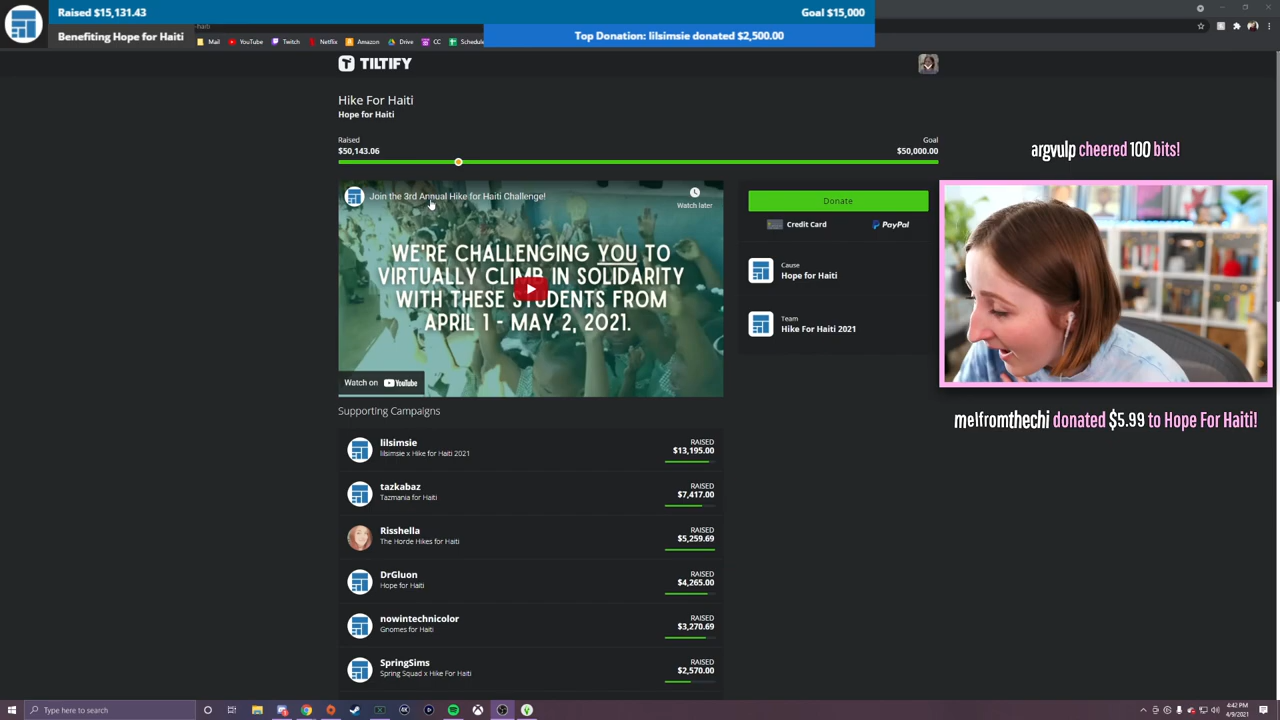 Raised $15,131.43
Goal $15,000
Benefiting Hope for Haiti
-haiti
Top Donation: lilsimsie donated $2,500.00
Mail
YouTube
Twitch
Netflix
Amazon
Drive
CC
Schedule
TILTIFY
Hike For Haiti
Hope for Haiti
Raised
$50,143.06
Goal
$50,000.00
Join the 3rd Annual Hike for Haiti Challenge!
Watch later
WE'RE CHALLENGING YOU TO
VIRTUALLY CLIMB IN SOLIDARITY
WITH THESE STUDENTS FROM
APRIL 1 - MAY 2, 2021.
Watch on YouTube
Donate
Credit Card
PayPal
Cause
Hope for Haiti
Team
Hike For Haiti 2021
argvulp cheered 100 bits!
melfromthechi donated $5.99 to Hope For Haiti!
Supporting Campaigns
lilsimsie
lilsimsie x Hike for Haiti 2021
RAISED
$13,195.00
tazkabaz
Tazmania for Haiti
RAISED
$7,417.00
Risshella
The Horde Hikes for Haiti
RAISED
$5,259.69
DrGluon
Hope for Haiti
RAISED
$4,265.00
nowintechnicolor
Gnomes for Haiti
RAISED
$3,270.69
SpringSims
Spring Squad x Hike For Haiti
RAISED
$2,570.00
Type here to search
4:42 PM
4/9/2021